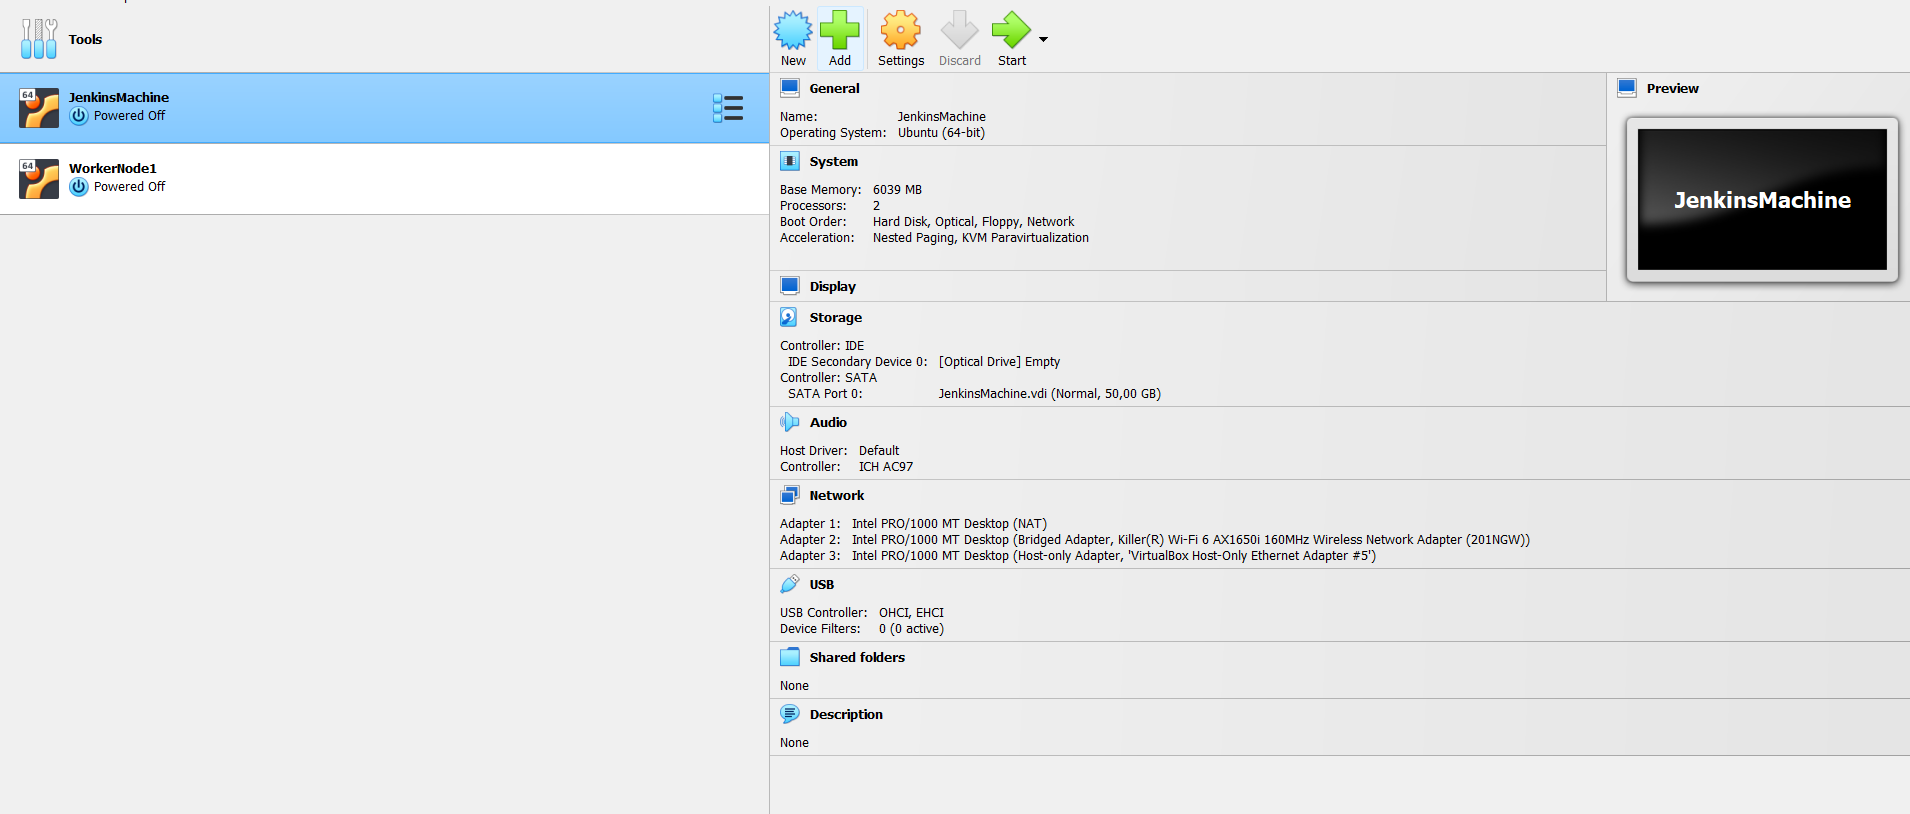 Tools
64
JenkinsMachine
Powered Off
64
WorkerNode1
Powered Off
New Add Settings Discard Start
General
Name: JenkinsMachine
Operating System: Ubuntu (64-bit)
System
Base Memory: 6039 MB
Processors: 2
Boot Order: Hard Disk, Optical, Floppy, Network
Acceleration: Nested Paging, KVM Paravirtualization
Preview
JenkinsMachine
Display
Storage
Controller: IDE
IDE Secondary Device 0: [Optical Drive] Empty
Controller: SATA
SATA Port 0: JenkinsMachine.vdi (Normal, 50,00 GB)
Audio
Host Driver: Default
Controller: ICH AC97
Network
Adapter 1: Intel PRO/1000 MT Desktop (NAT)
Adapter 2: Intel PRO/1000 MT Desktop (Bridged Adapter, Killer(R) Wi-Fi 6 AX1650i 160MHz Wireless Network Adapter (201NGW))
Adapter 3: Intel PRO/1000 MT Desktop (Host-only Adapter, 'VirtualBox Host-Only Ethernet Adapter #5')
USB
USB Controller: OHCI, EHCI
Device Filters: 0 (0 active)
Shared folders
None
Description
None